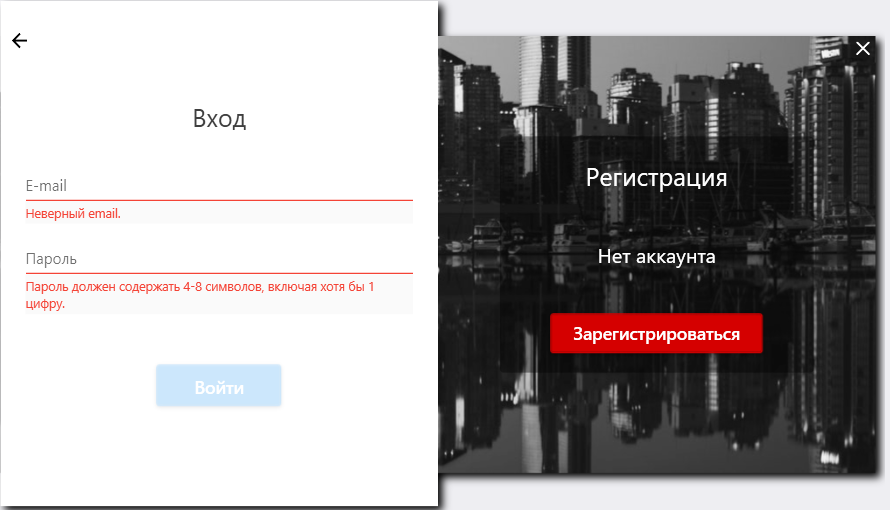 Вход
E-mail
Неверный email.
Пароль
Пароль должен содержать 4-8 символов, включая хотя бы 1
цифру.
Войти
Регистрация
Нет аккаунта
Зарегистрироваться